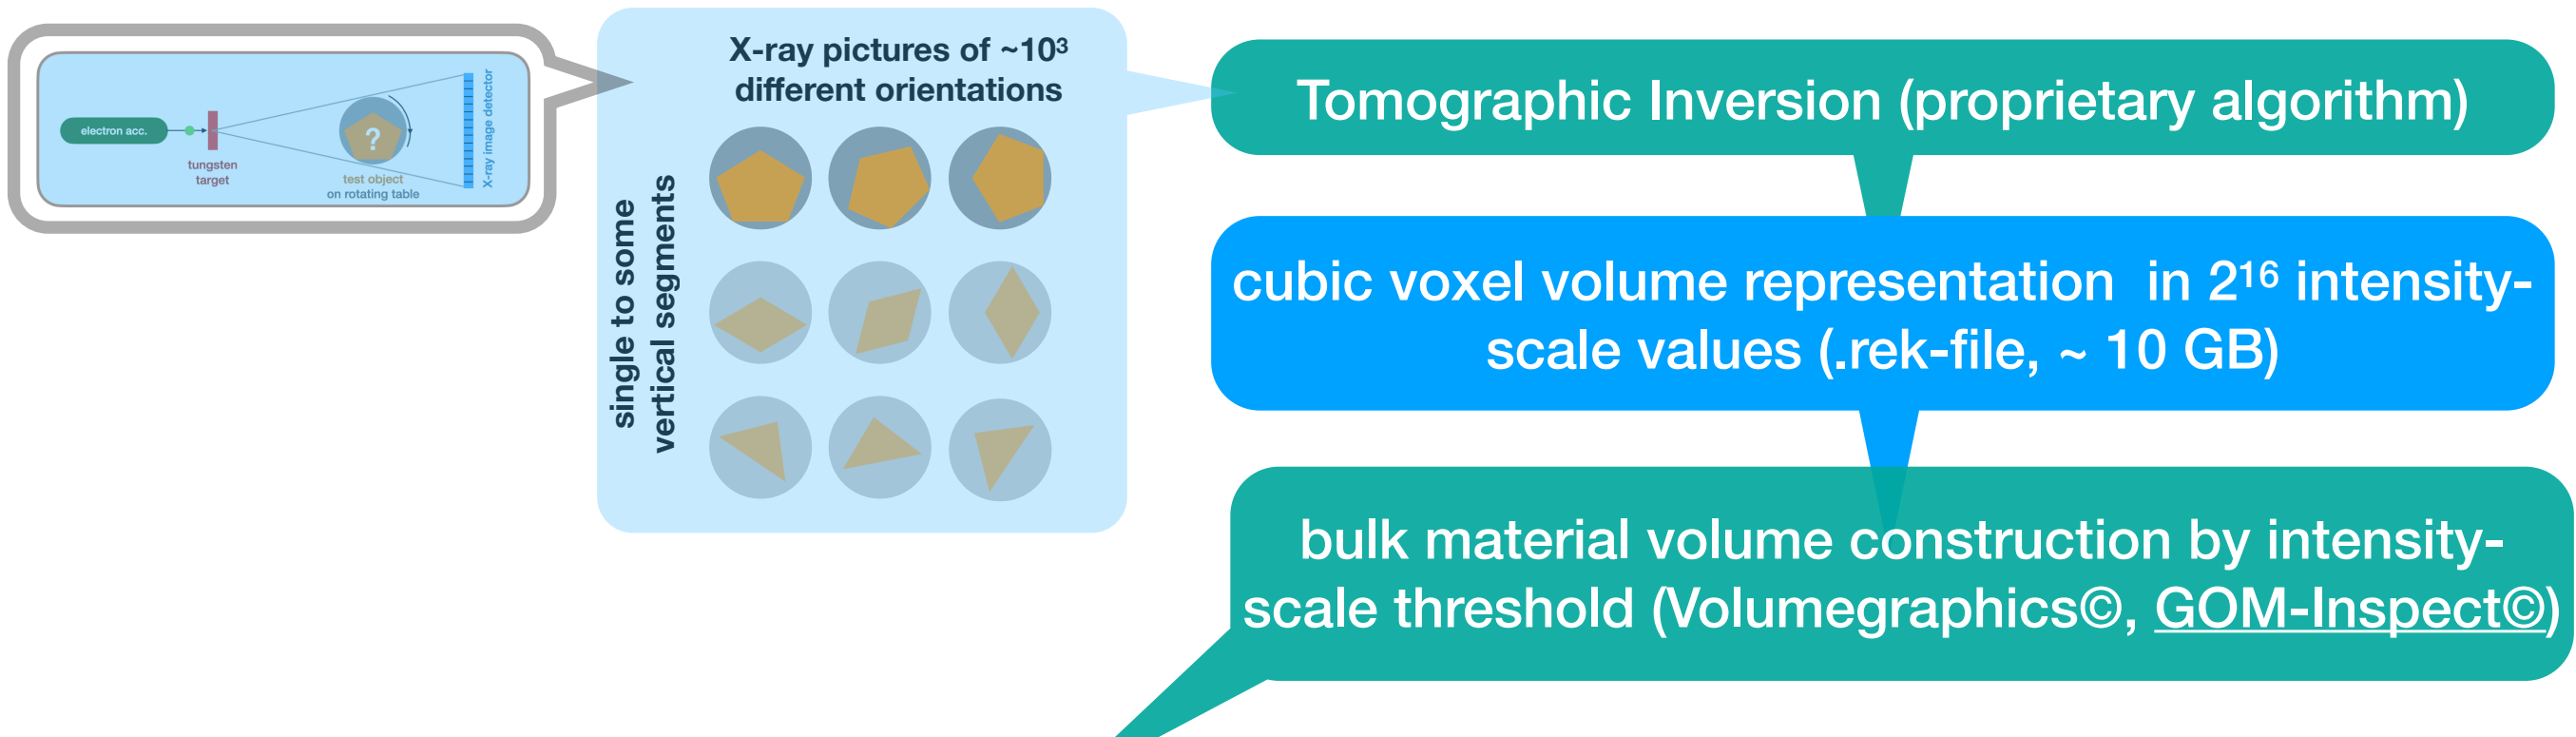 electron acc.
tungsten
target
?
test object
on rotating table
X-ray image detector
X-ray pictures of ~10³
different orientations
single to some
vertical segments
Tomographic Inversion (proprietary algorithm)
cubic voxel volume representation  in 2¹⁶ intensity-
scale values (.rek-file, ~ 10 GB)
bulk material volume construction by intensity-
scale threshold (Volumegraphics©, GOM-Inspect©)